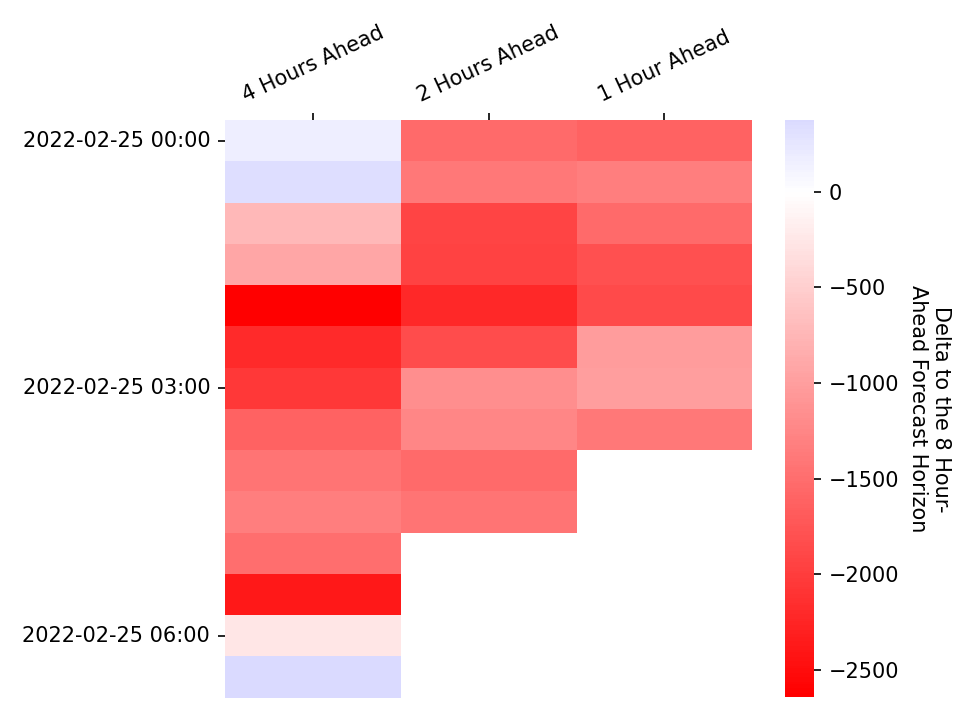 4 Hours Ahead
2 Hours Ahead
1 Hour Ahead
2022-02-25 00:00
2022-02-25 03:00
2022-02-25 06:00
0
−500
−1000
−1500
−2000
−2500
Delta to the 8 Hour-
Ahead Forecast Horizon